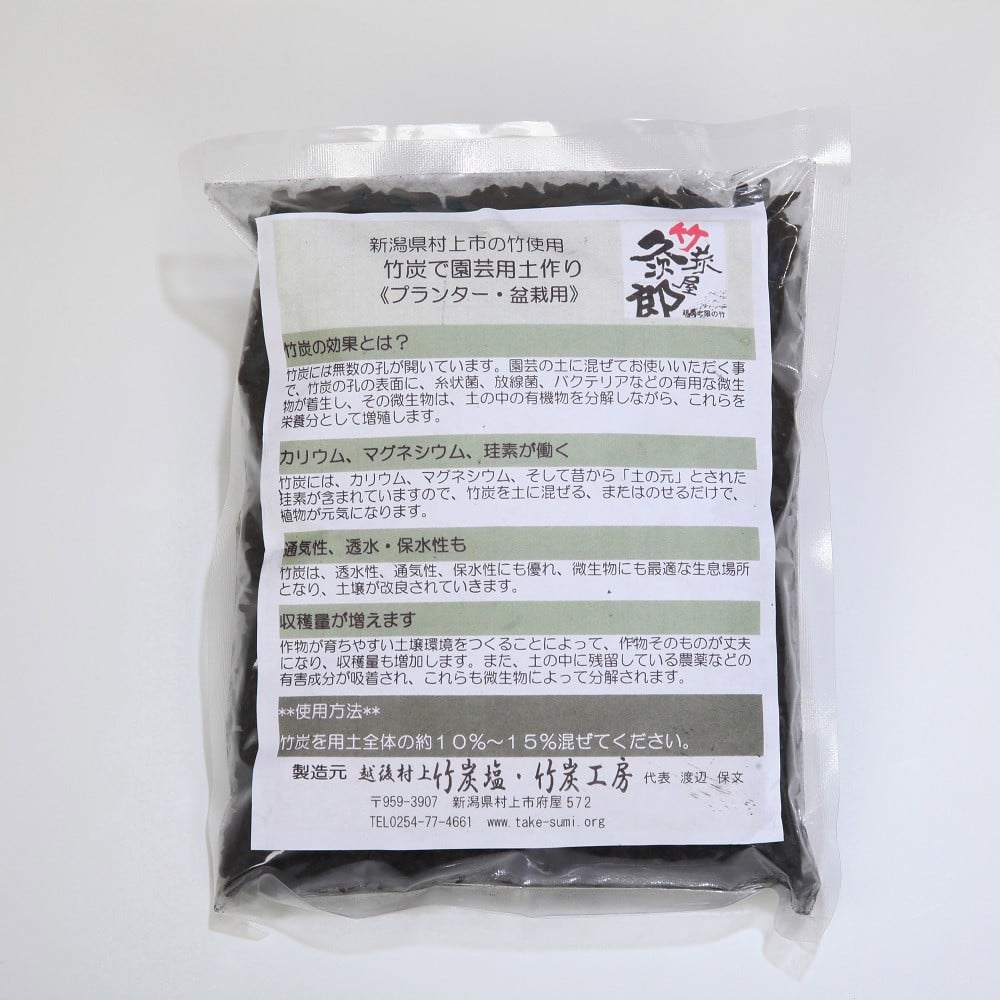 新潟県村上市の竹使用
竹炭で園芸用土作り
《プランター・盆栽用》
竹炭屋
久次郎
竹炭の効果とは？
竹炭には無数の孔が開いています。園芸の土に混ぜてお使いいただく事
で、竹炭の孔の表面に、糸状菌、放線菌、バクテリアなどの有用な微生
物が着生し、その微生物は、土の中の有機物を分解しながら、これらを
栄養分として増殖します。
カリウム、マグネシウム、珪素が働く
竹炭には、カリウム、マグネシウム、そして昔から「土の元」とされた
珪素が含まれていますので、竹炭を土に混ぜる、またはのせるだけで、
植物が元気になります。
通気性、透水・保水性も
竹炭は、透水性、通気性、保水性にも優れ、微生物にも最適な生息場所
となり、土壌が改良されていきます。
収穫量が増えます
作物が育ちやすい土壌環境をつくることによって、作物そのものが丈夫
になり、収穫量も増加します。また、土の中に残留している農薬などの
有害成分が吸着され、これらも微生物によって分解されます。
**使用方法**
竹炭を用土全体の約１０％～１５％混ぜてください。
製造元 越後村上竹炭塩・竹炭工房 代表 渡辺 保文
〒959-3907 新潟県村上市府屋572
TEL0254-77-4661 www.take-sumi.org